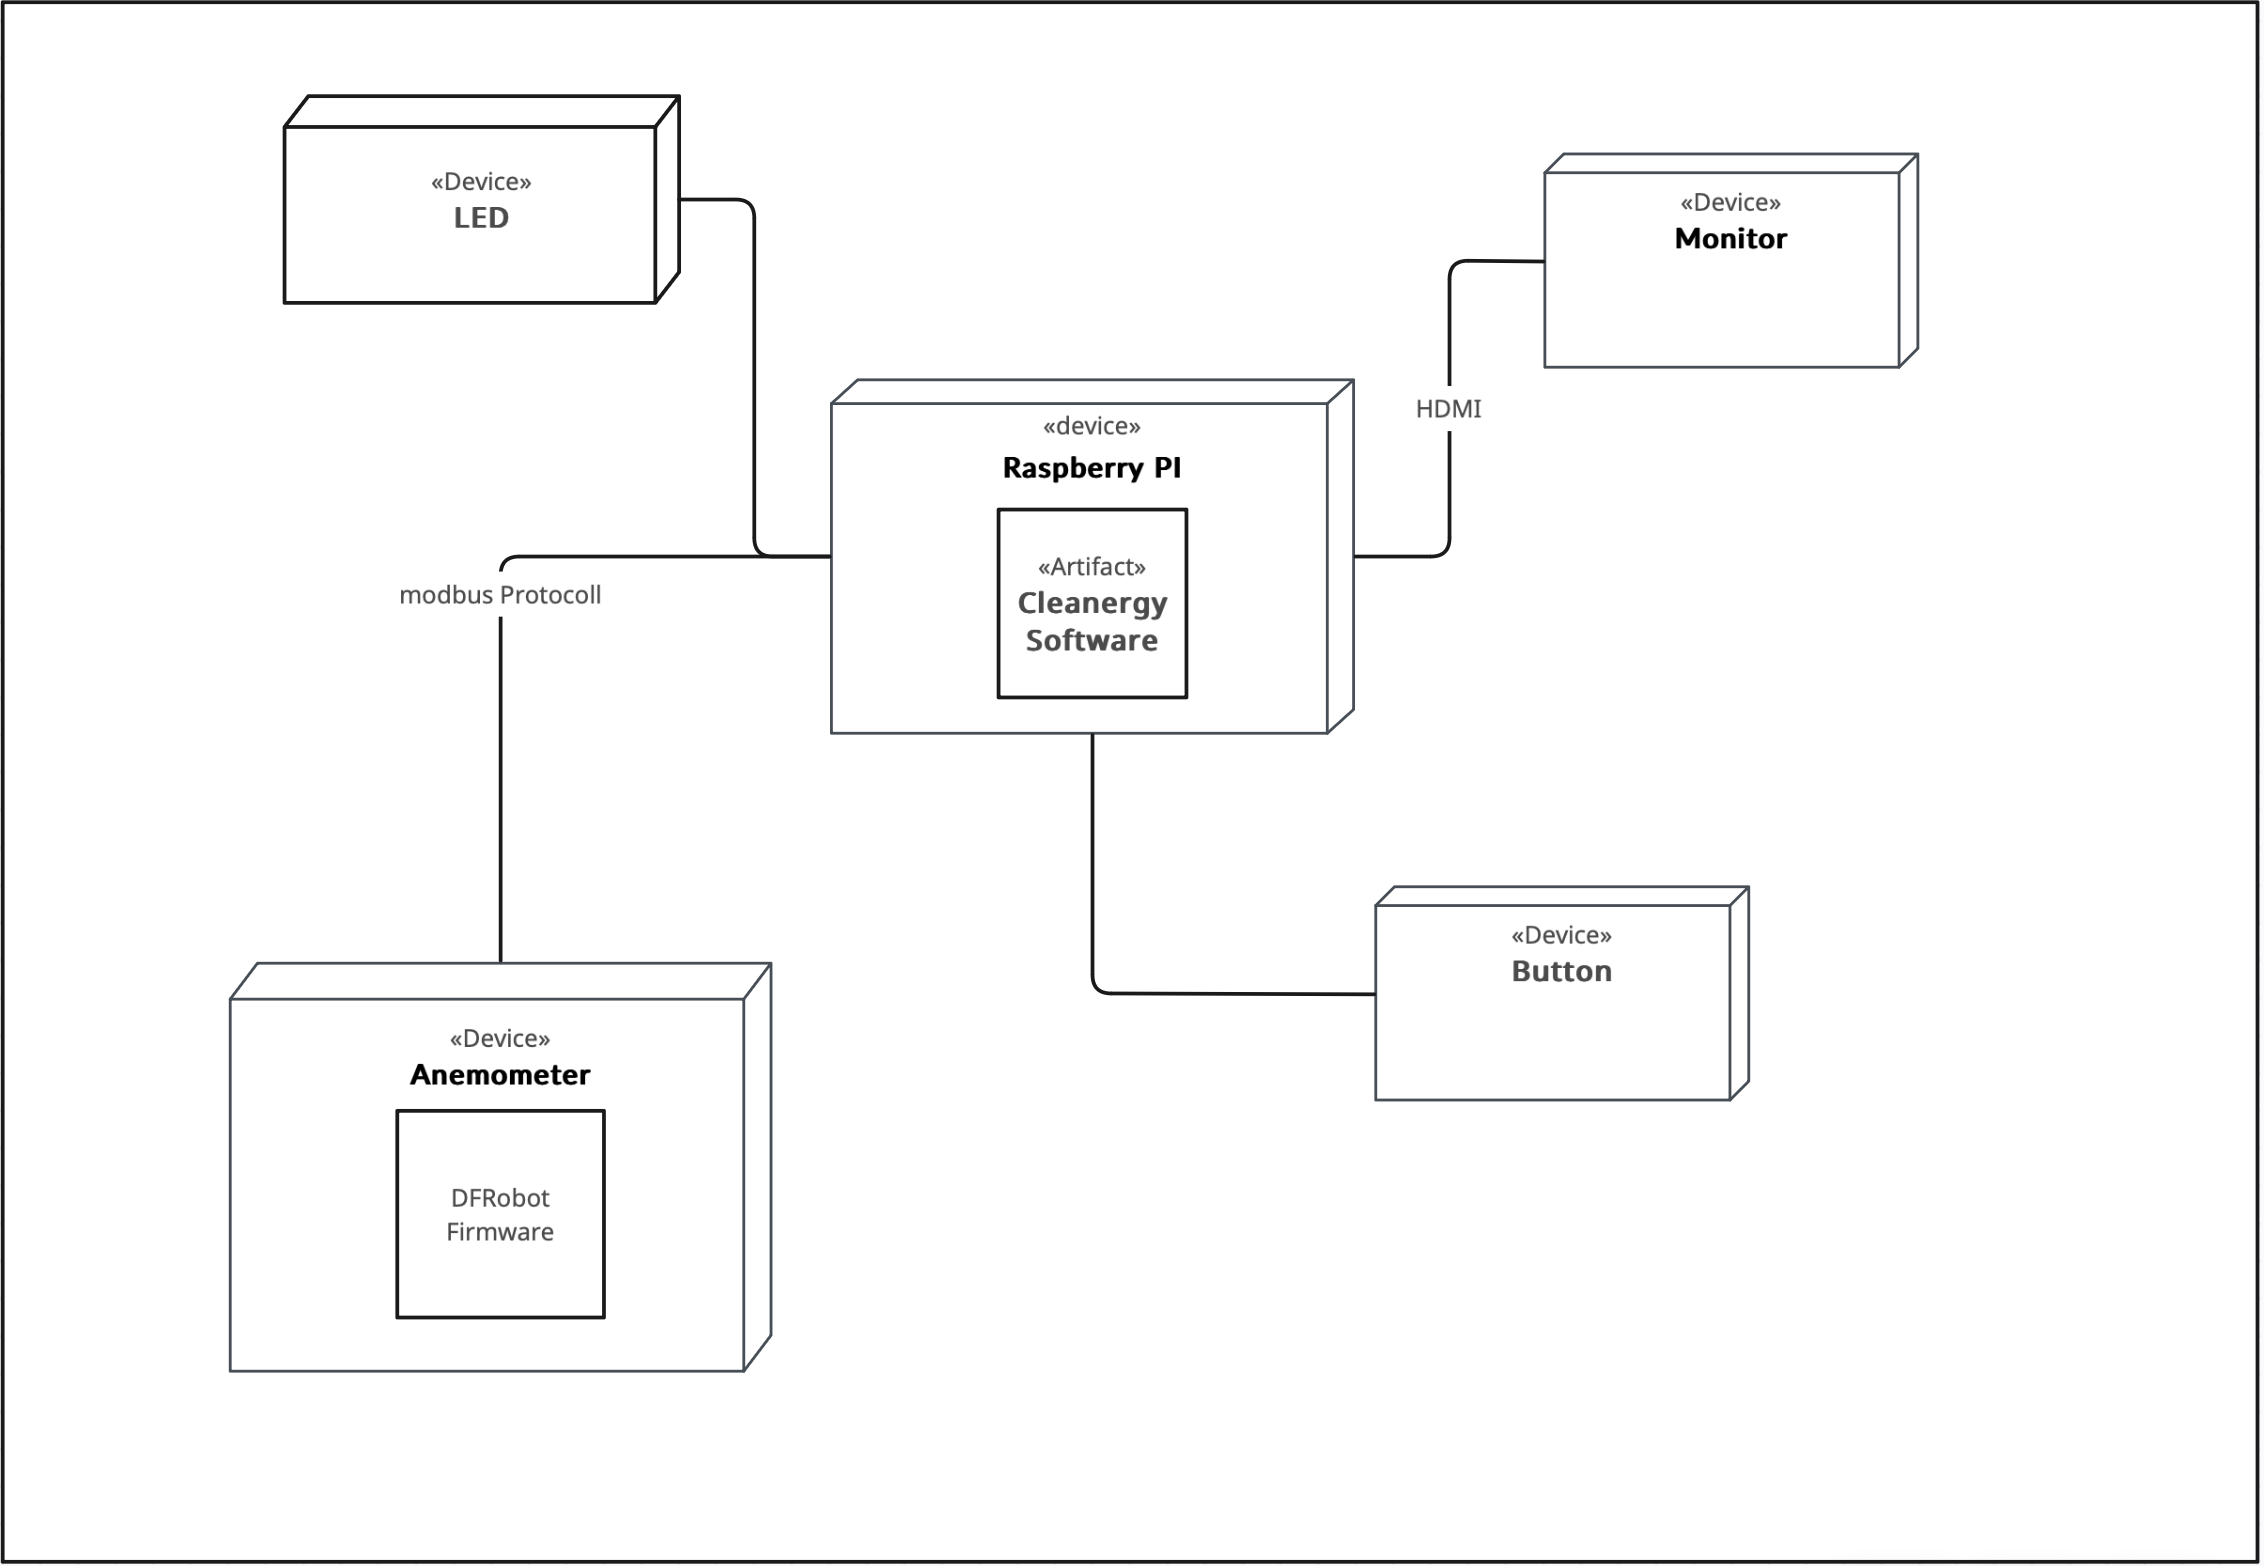 «Device»
LED
«Device»
Monitor
HDMI
«device»
Raspberry PI
«Artifact»
Cleanergy
Software
modbus Protocoll
«Device»
Button
«Device»
Anemometer
DFRobot
Firmware